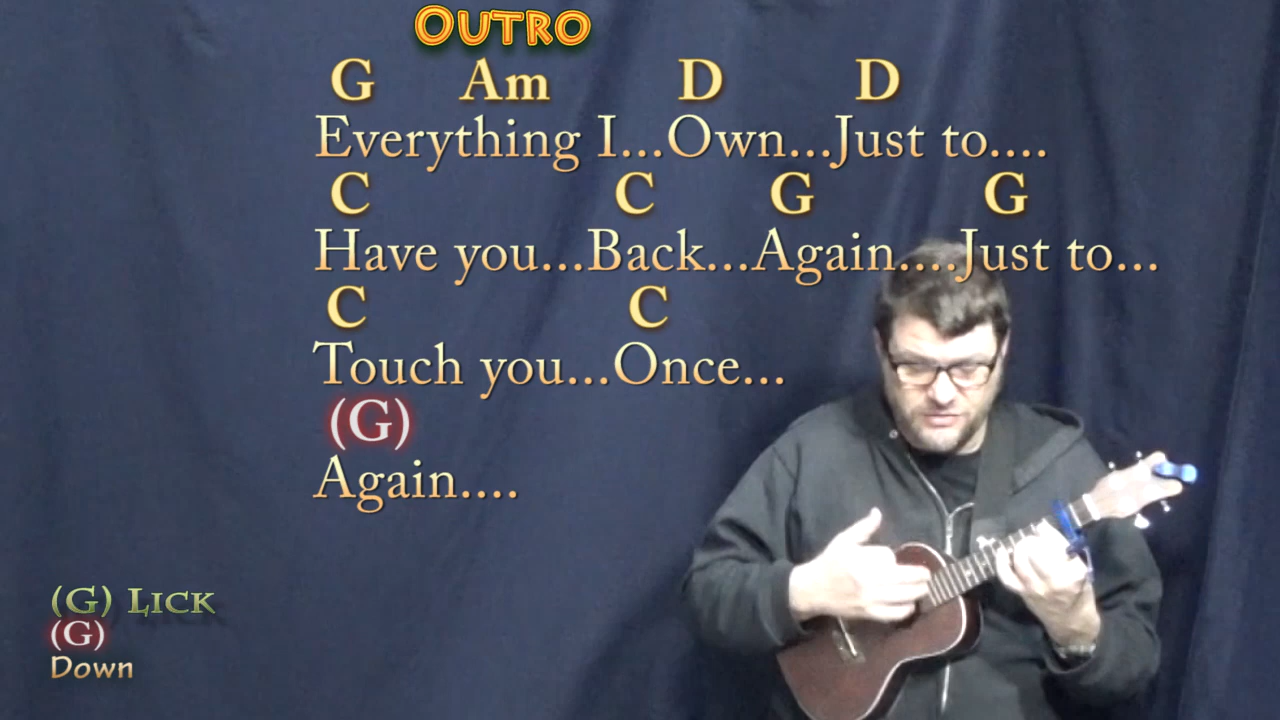 OUTRO
G Am D D
Everything I...Own...Just to....
C C G G
Have you...Back...Again....Just to...
C C
Touch you...Once...
(G)
Again....
(G) LICK
(G)
Down